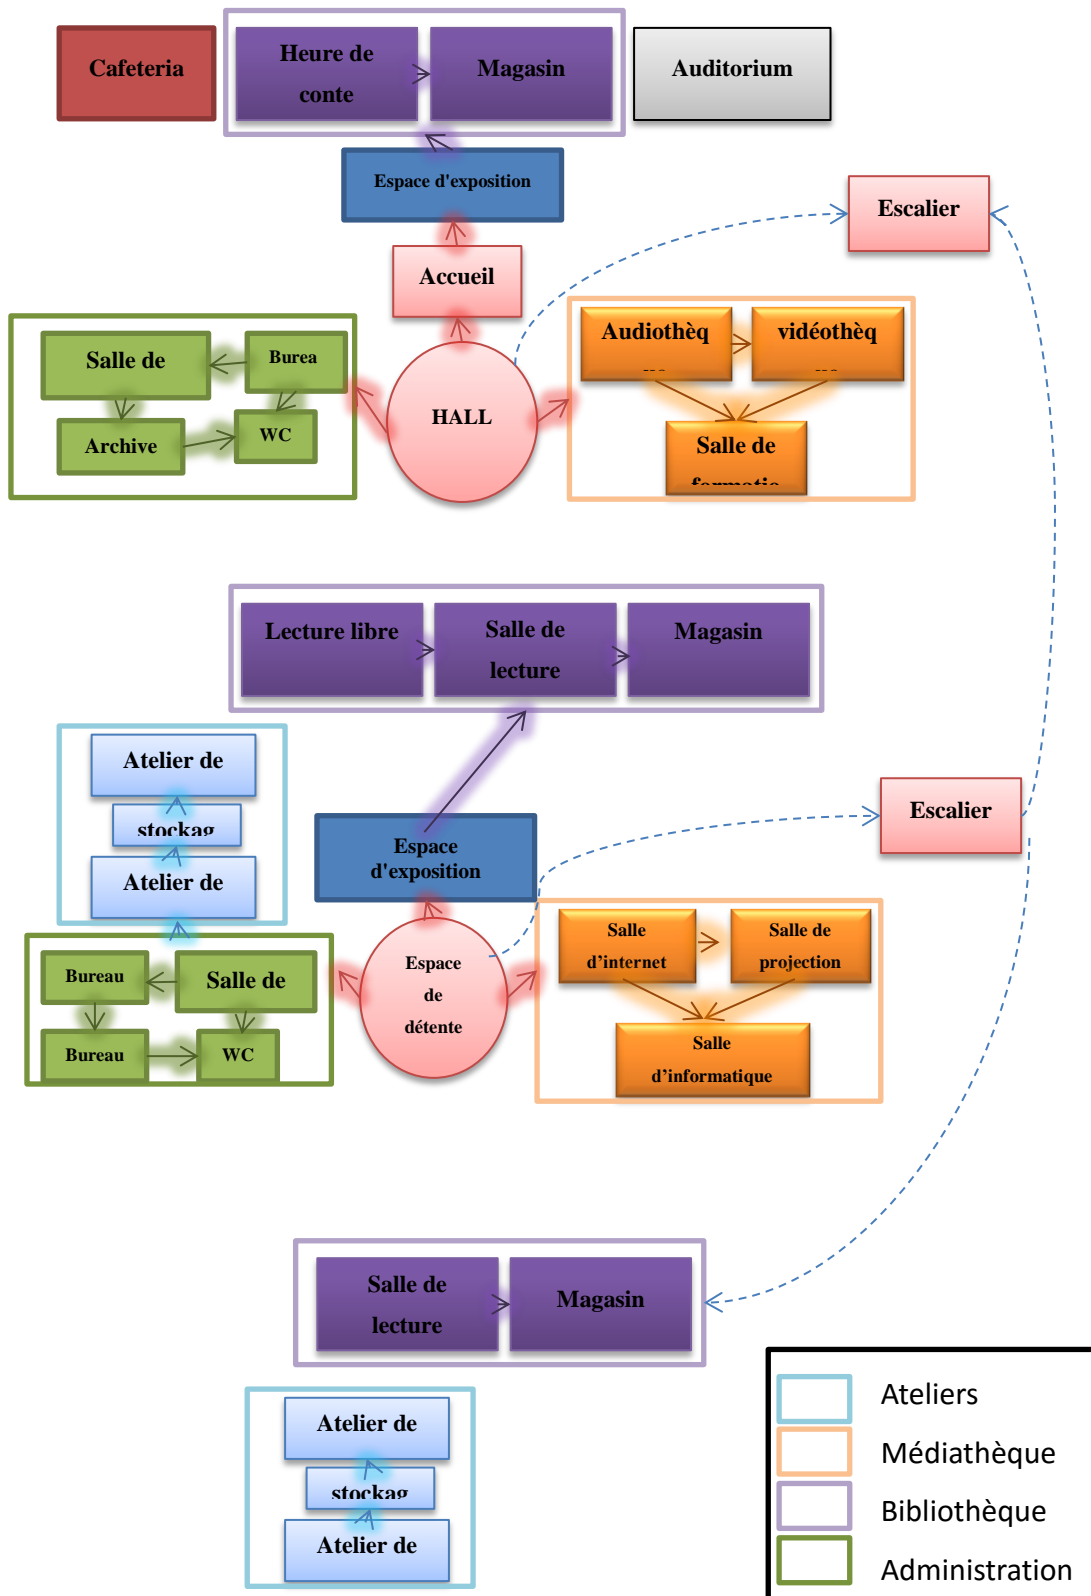 Cafeteria
Heure de
conte
Magasin
Auditorium
Espace d'exposition
Escalier
Accueil
Salle de
Burea
Archive
WC
HALL
Audiothèq
vidéothèq
Salle de
formatio
Lecture libre
Salle de
lecture
Magasin
Atelier de
stockag
Atelier de
Espace
d'exposition
Escalier
Bureau
Salle de
Bureau
WC
Espace
de
détente
Salle
d'internet
Salle de
projection
Salle
d'informatique
Salle de
lecture
Magasin
Atelier de
stockag
Atelier de
Ateliers
Médiathèque
Bibliothèque
Administration